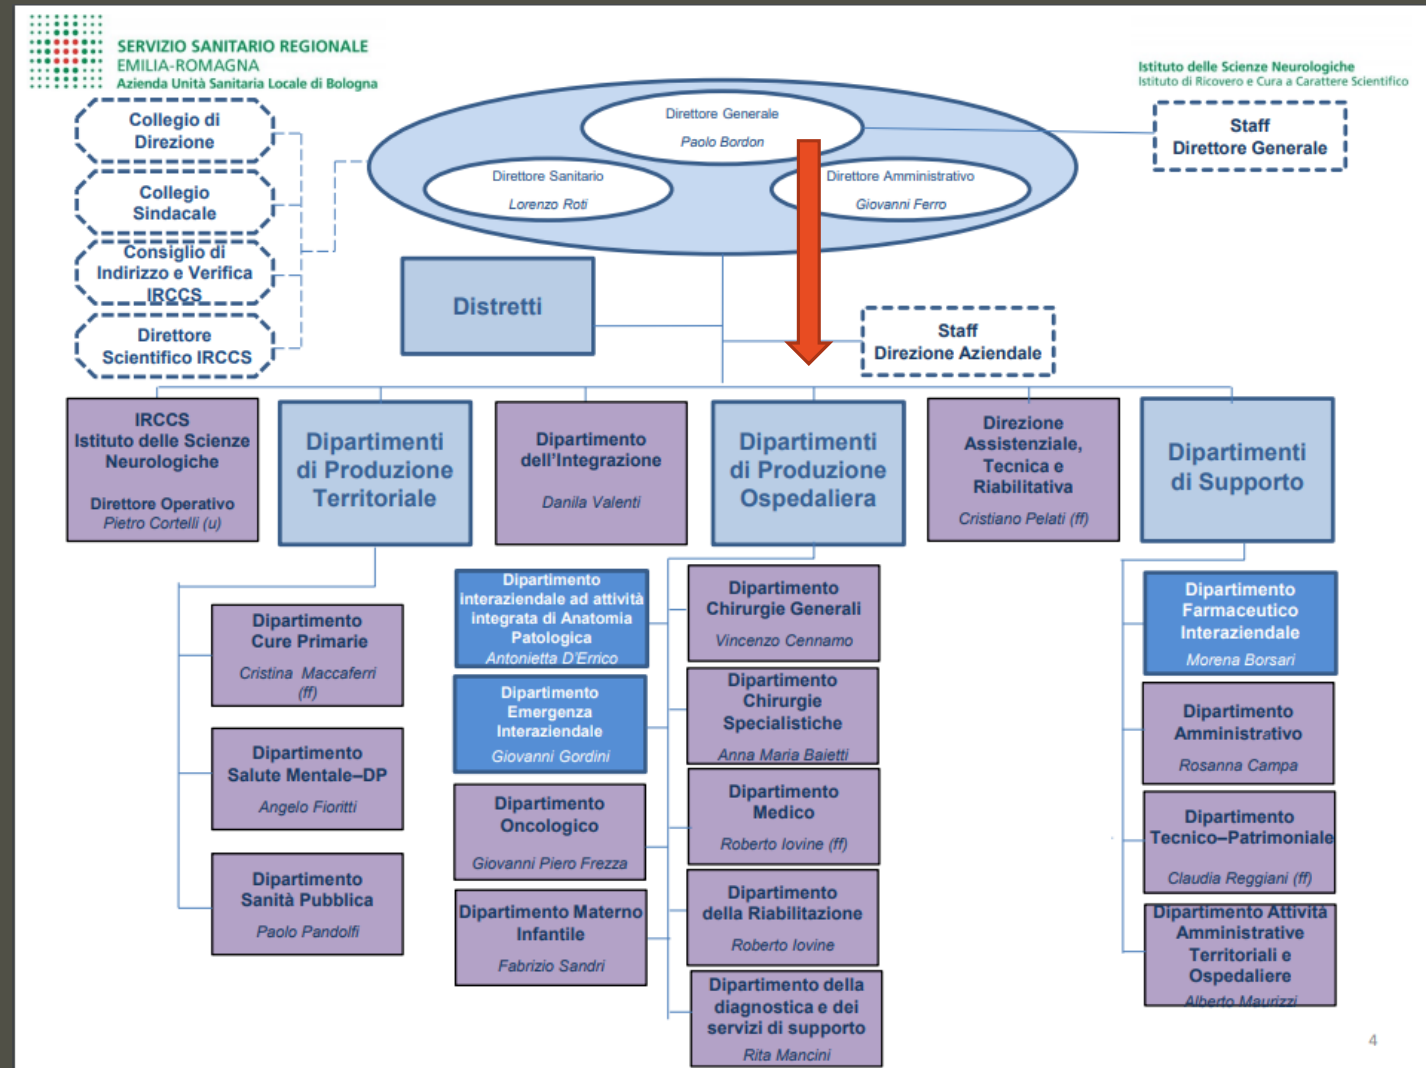 SERVIZIO SANITARIO REGIONALE
EMILIA-ROMAGNA
Azienda Unità Sanitaria Locale di Bologna
Istituto delle Scienze Neurologiche
Istituto di Ricovero e Cura a Carattere Scientifico
Collegio di
Direzione
Collegio
Sindacale
Consiglio di
Indirizzo e Verifica
IRCCS
Direttore
Scientifico IRCCS
Direttore Generale
Paolo Bordon
Direttore Sanitario
Lorenzo Roti
Direttore Amministrativo
Giovanni Ferro
Staff
Direttore Generale
Distretti
Staff
Direzione Aziendale
IRCCS
Istituto delle Scienze
Neurologiche
Direttore Operativo
Pietro Cortelli (u)
Dipartimenti
di Produzione
Territoriale
Dipartimento
dell'Integrazione
Danila Valenti
Dipartimenti
di Produzione
Ospedaliera
Direzione
Assistenziale,
Tecnica e
Riabilitativa
Cristiano Pelati (ff)
Dipartimenti
di Supporto
Dipartimento
Cure Primarie
Cristina Maccaferri
(ff)
Dipartimento
Salute Mentale–DP
Angelo Fioritti
Dipartimento
Sanità Pubblica
Paolo Pandolfi
Dipartimento
interaziendale ad attività
integrata di Anatomia
Patologica
Antonietta D'Errico
Dipartimento
Emergenza
Interaziendale
Giovanni Gordini
Dipartimento
Oncologico
Giovanni Piero Frezza
Dipartimento Materno
Infantile
Fabrizio Sandri
Dipartimento
Chirurgie Generali
Vincenzo Cennamo
Dipartimento
Chirurgie
Specialistiche
Anna Maria Baietti
Dipartimento
Medico
Roberto Iovine (ff)
Dipartimento
della Riabilitazione
Roberto Iovine
Dipartimento della
diagnostica e dei
servizi di supporto
Rita Mancini
Dipartimento
Farmaceutico
Interaziendale
Morena Borsari
Dipartimento
Amministrativo
Rosanna Campa
Dipartimento
Tecnico–Patrimoniale
Claudia Reggiani (ff)
Dipartimento Attività
Amministrative
Territoriali e
Ospedaliere
Alberto Maurizzi
4